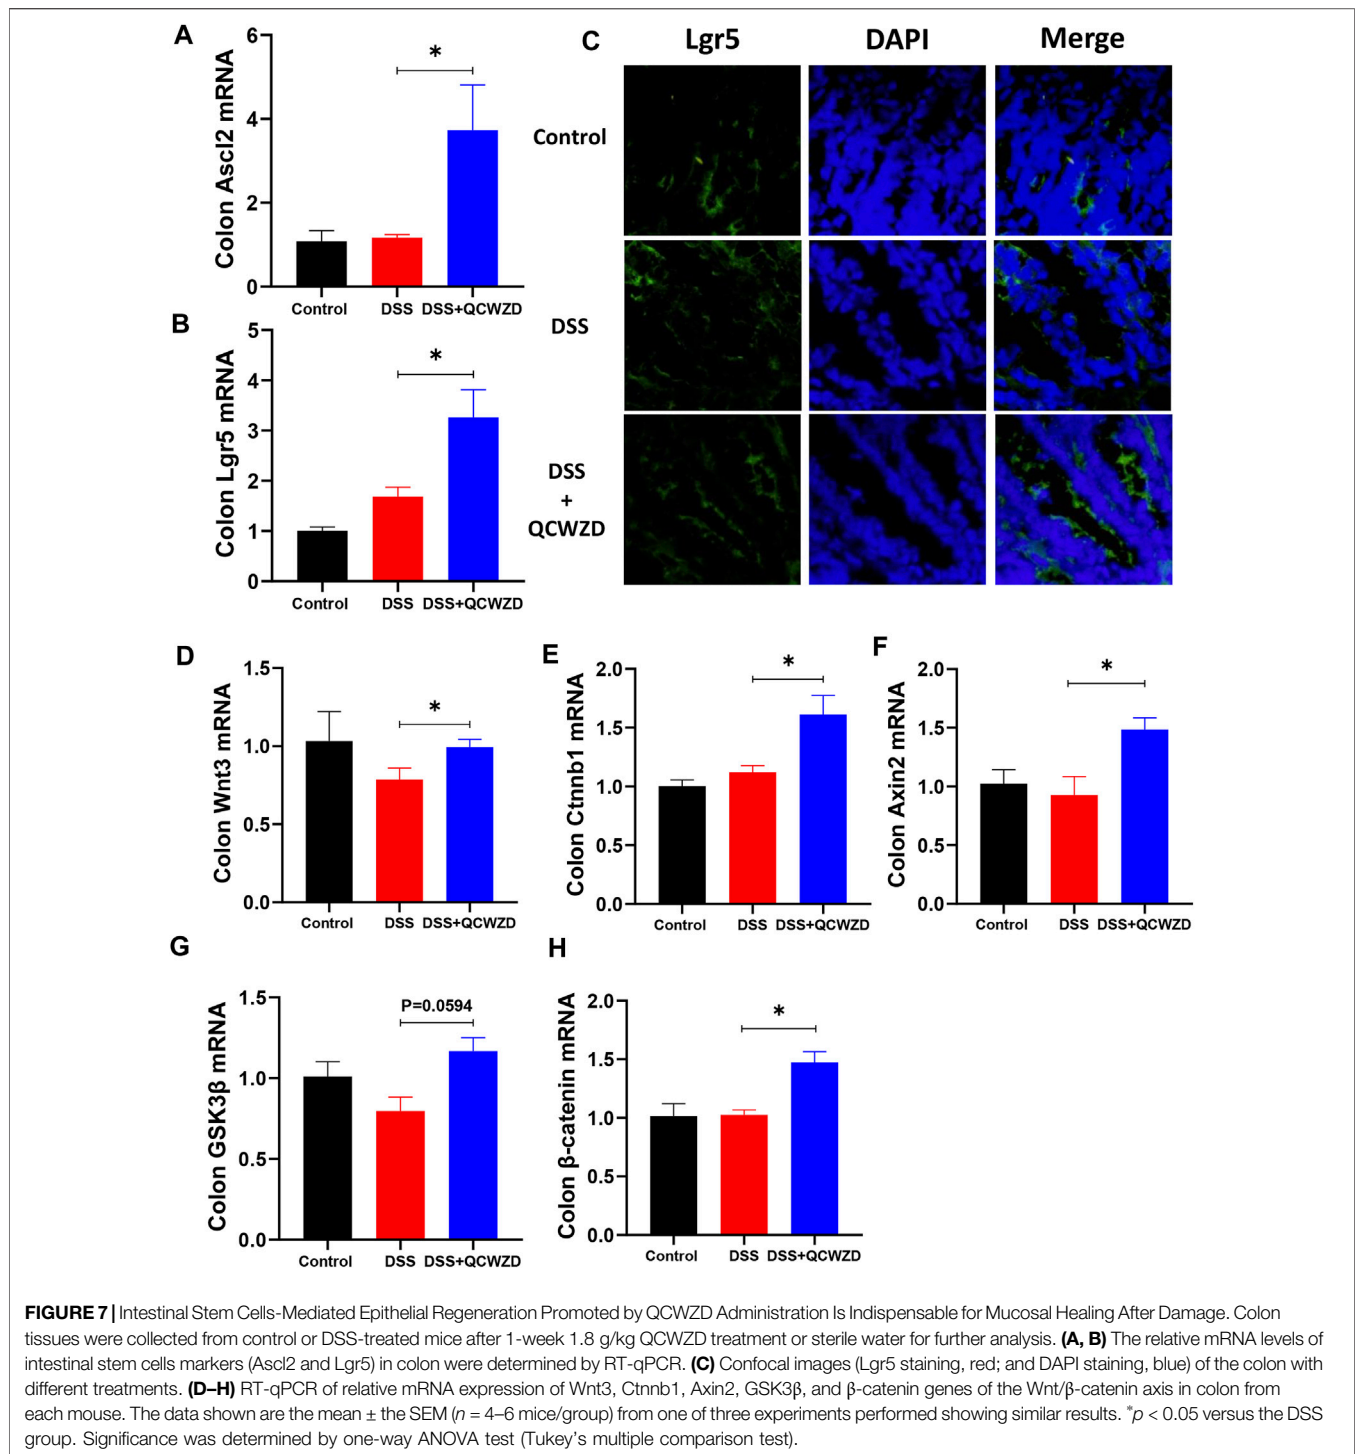 A
Colon Ascl2 mRNA
6
4
2
0
*
Control DSS DSS+QCWZD
B
Colon Lgr5 mRNA
5
4
3
2
1
0
*
Control DSS DSS+QCWZD
C
Lgr5 DAPI Merge
Control
DSS
DSS
+
QCWZD
D
Colon Wnt3 mRNA
1.5
1.0
0.5
0.0
*
Control DSS DSS+QCWZD
E
Colon Ctnnb1 mRNA
2.0
1.5
1.0
0.5
0.0
*
Control DSS DSS+QCWZD
F
Colon Axin2 mRNA
2.0
1.5
1.0
0.5
0.0
*
Control DSS DSS+QCWZD
G
Colon GSK3β mRNA
1.5
1.0
0.5
0.0
P=0.0594
Control DSS DSS+QCWZD
H
Colon β-catenin mRNA
2.0
1.5
1.0
0.5
0.0
*
Control DSS DSS+QCWZD
FIGURE 7 | Intestinal Stem Cells-Mediated Epithelial Regeneration Promoted by QCWZD Administration Is Indispensable for Mucosal Healing After Damage. Colon
tissues were collected from control or DSS-treated mice after 1-week 1.8 g/kg QCWZD treatment or sterile water for further analysis. (A, B) The relative mRNA levels of
intestinal stem cells markers (Ascl2 and Lgr5) in colon were determined by RT-qPCR. (C) Confocal images (Lgr5 staining, red; and DAPI staining, blue) of the colon with
different treatments. (D–H) RT-qPCR of relative mRNA expression of Wnt3, Ctnnb1, Axin2, GSK3β, and β-catenin genes of the Wnt/β-catenin axis in colon from
each mouse. The data shown are the mean ± the SEM (n = 4–6 mice/group) from one of three experiments performed showing similar results. *p < 0.05 versus the DSS
group. Significance was determined by one-way ANOVA test (Tukey's multiple comparison test).